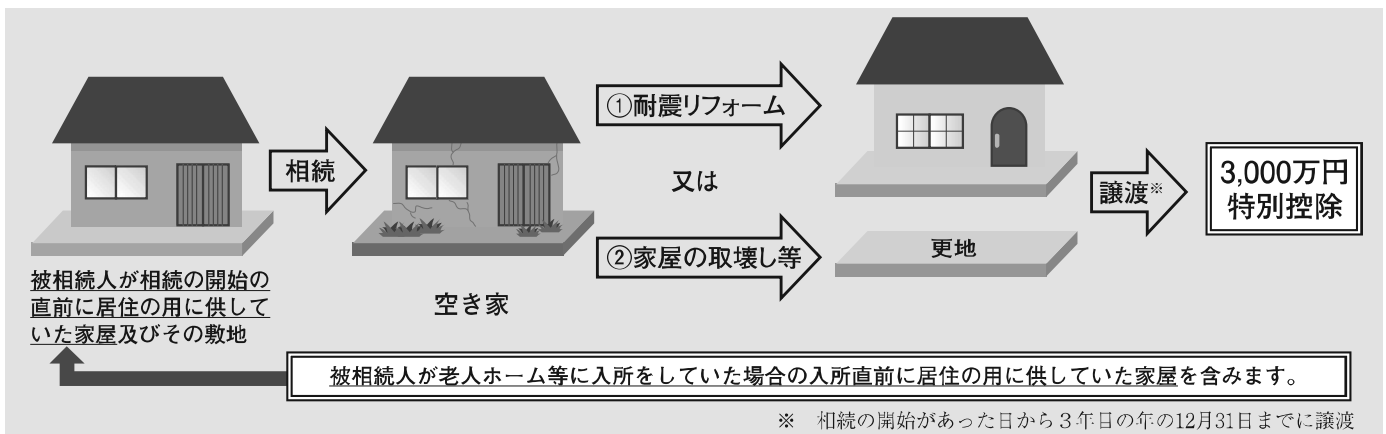 相続
①耐震リフォーム
又は
②家屋の取壊し等
更地
譲渡※
3,000万円
特別控除
被相続人が相続の開始の
直前に居住の用に供して
いた家屋及びその敷地
空き家
被相続人が老人ホーム等に入所をしていた場合の入所直前に居住の用に供していた家屋を含みます。
※　相続の開始があった日から３年目の年の12月31日までに譲渡